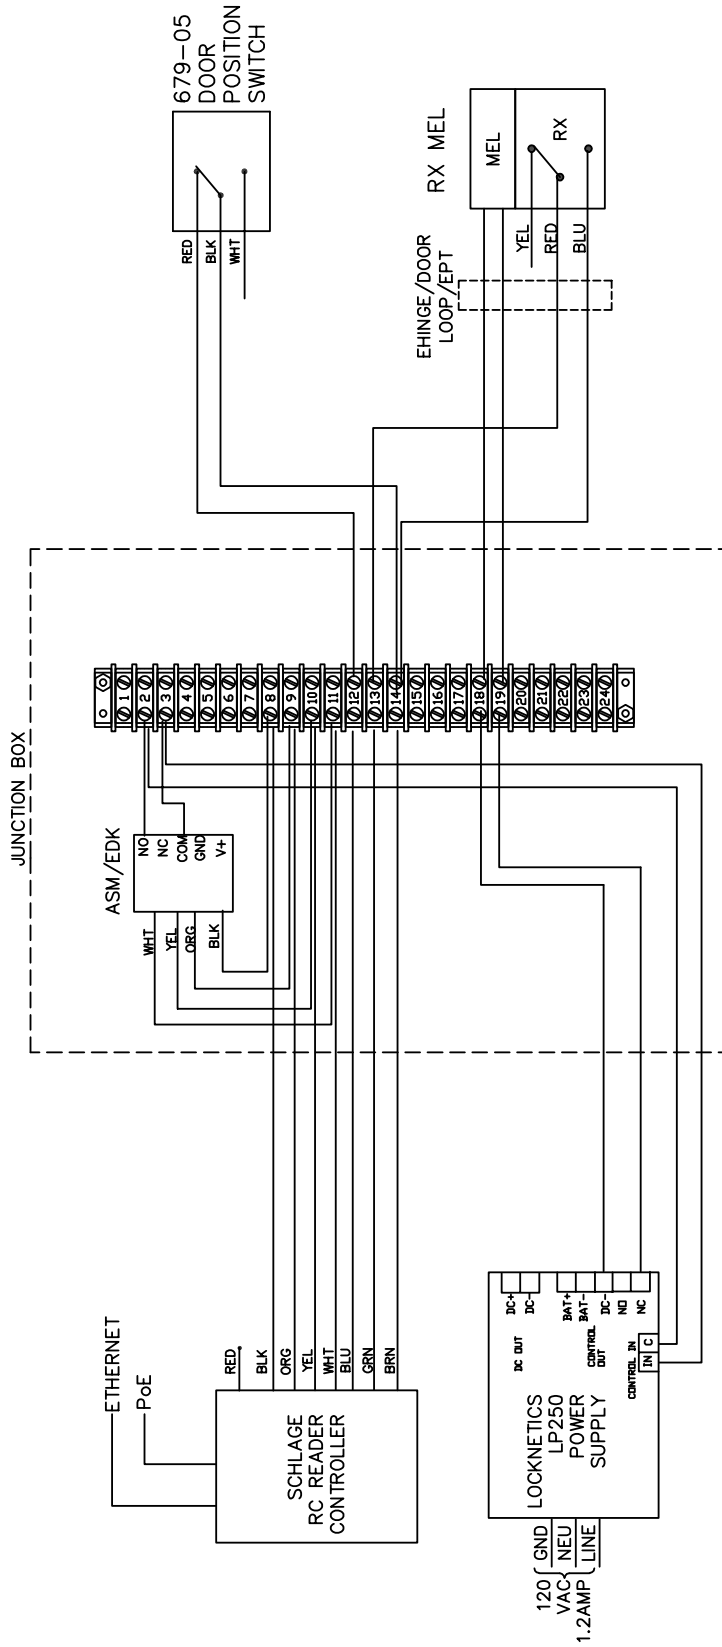 679-05
DOOR
POSITION
SWITCH
RED
BLK
WHT
RX MEL
MEL
RX
YEL
RED
BLU
EHINGE/DOOR
LOOP/EPT
JUNCTION BOX
1
2
3
4
5
6
7
8
9
10
11
12
13
14
15
16
17
18
19
20
21
22
23
24
ASM/EDK
NO
NC
COM
GND
V+
WHT
YEL
ORG
BLK
ETHERNET
PoE
RED
BLK
ORG
YEL
WHT
BLU
GRN
BRN
SCHLAGE
RC READER
CONTROLLER
DC+
DC-
DC OUT
BAT+
BAT-
DC-
NO
NC
CONTROL
OUT
CONTROL IN
IN
C
LOCKNETICS
LP250
POWER
SUPPLY
GND
NEU
LINE
120
VAC
1.2AMP